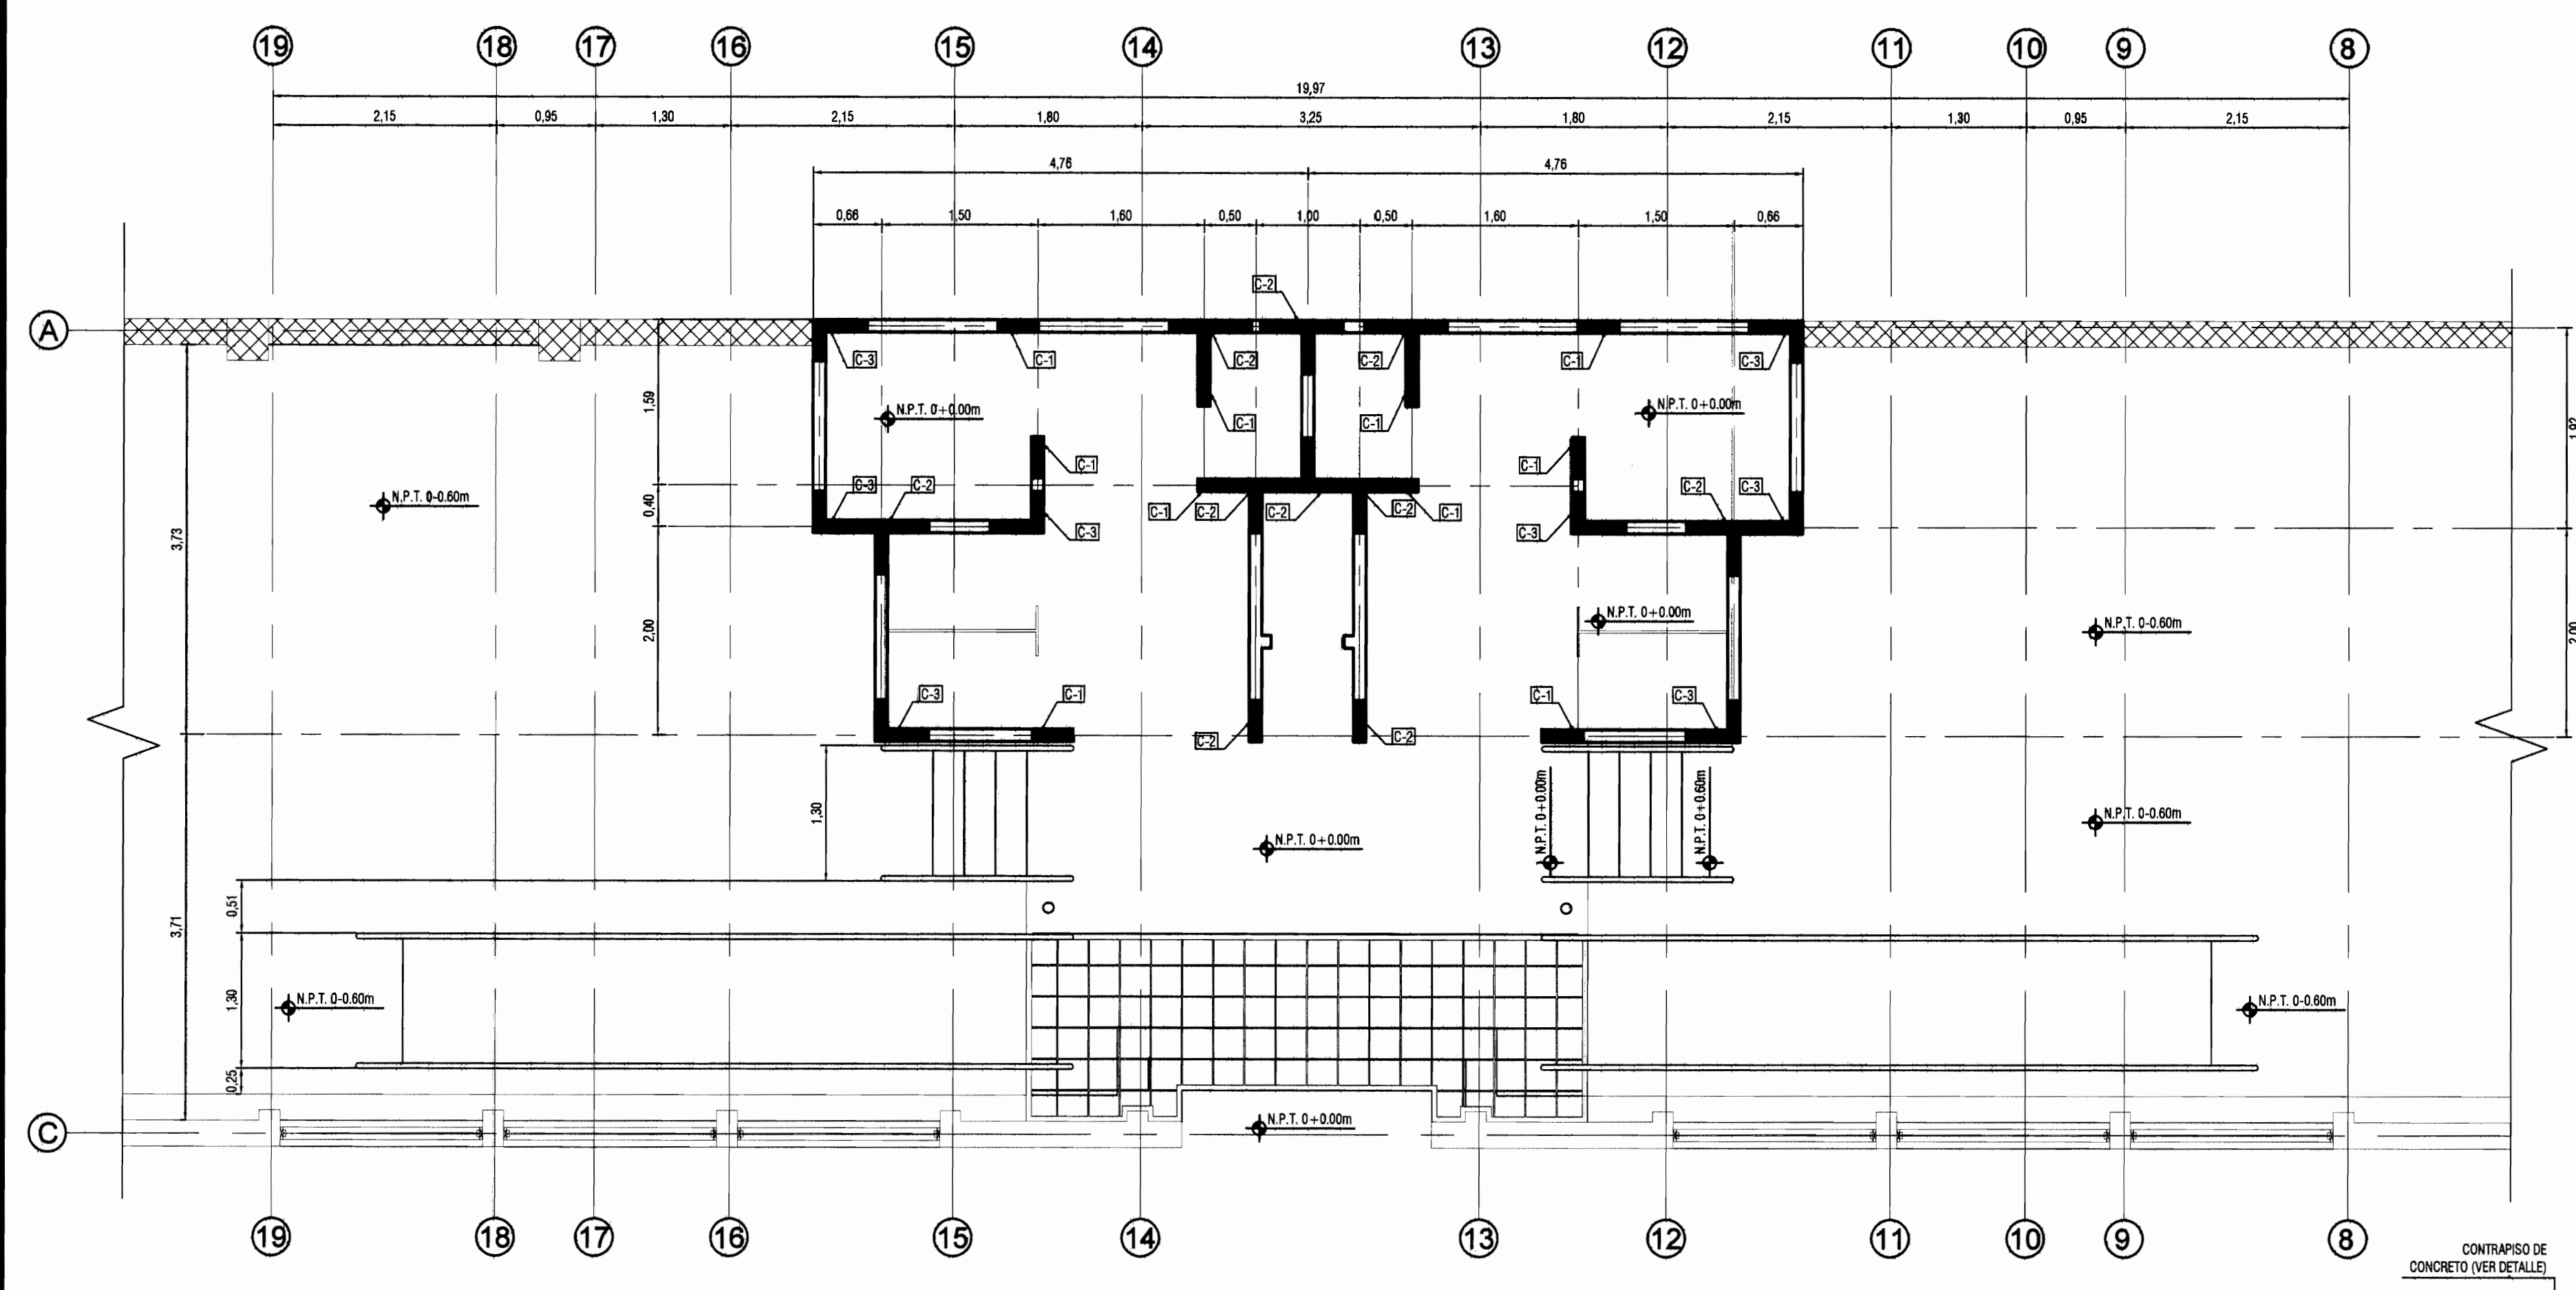 19 18 17 16 15 14 13 12 11 10 9 8
19,97
2,15 0,95 1,30 2,15 1,80 3,25 1,80 2,15 1,30 0,95 2,15
4,76 4,76
0,66 1,50 1,60 0,50 1,00 0,50 1,60 1,50 0,66
C-2
A
C-3 C-1 C-2 C-2 C-1 C-3
1,59
N.P.T. 0+0.00m
N.P.T. 0+0.00m
1,92
C-1 C-1
C-1 C-1
C-3 C-2 C-2 C-3
N.P.T. 0-0.60m
0,40
C-1 C-2 C-2 C-2 C-1
C-3 C-3
3,73
2,00
N.P.T. 0+0.00m
N.P.T. 0-0.60m
2,00
C-3 C-1 C-1 C-3
C-2 C-2
1,30
N.P.T. 0+0.00m
N.P.T. 0+0.00m
N.P.T. 0+0.60m
N.P.T. 0-0.60m
0,51
3,71
1,30
N.P.T. 0-0.60m
N.P.T. 0-0.60m
0,25
C
N.P.T. 0+0.00m
19 18 17 16 15 14 13 12 11 10 9 8
CONTRAPISO DE
CONCRETO (VER DETALLE)